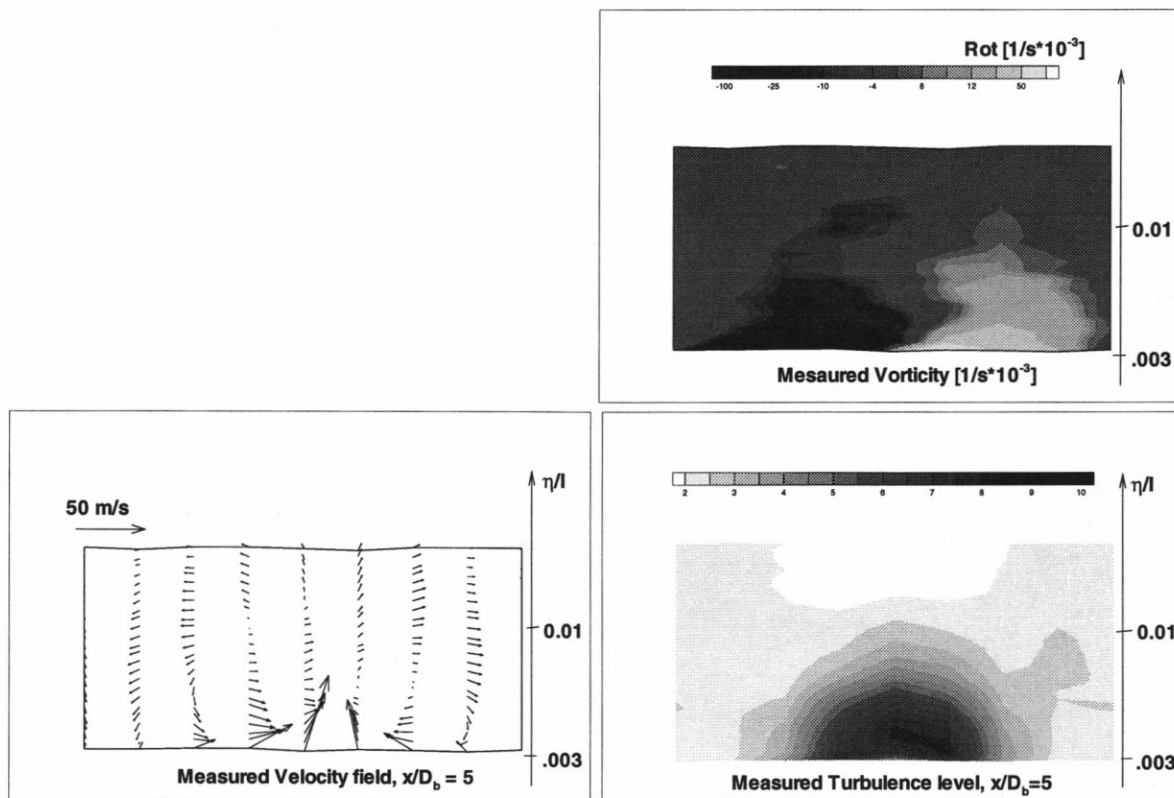 Rot [1/s*10⁻³]
-100 -25 -10 -4 8 12 50
0.01
.003
Mesaured Vorticity [1/s*10⁻³]
50 m/s
η/l
0.01
.003
Measured Velocity field, x/D_b = 5
2 3 4 5 6 7 8 9 10
η/l
0.01
.003
Measured Turbulence level, x/D_b=5